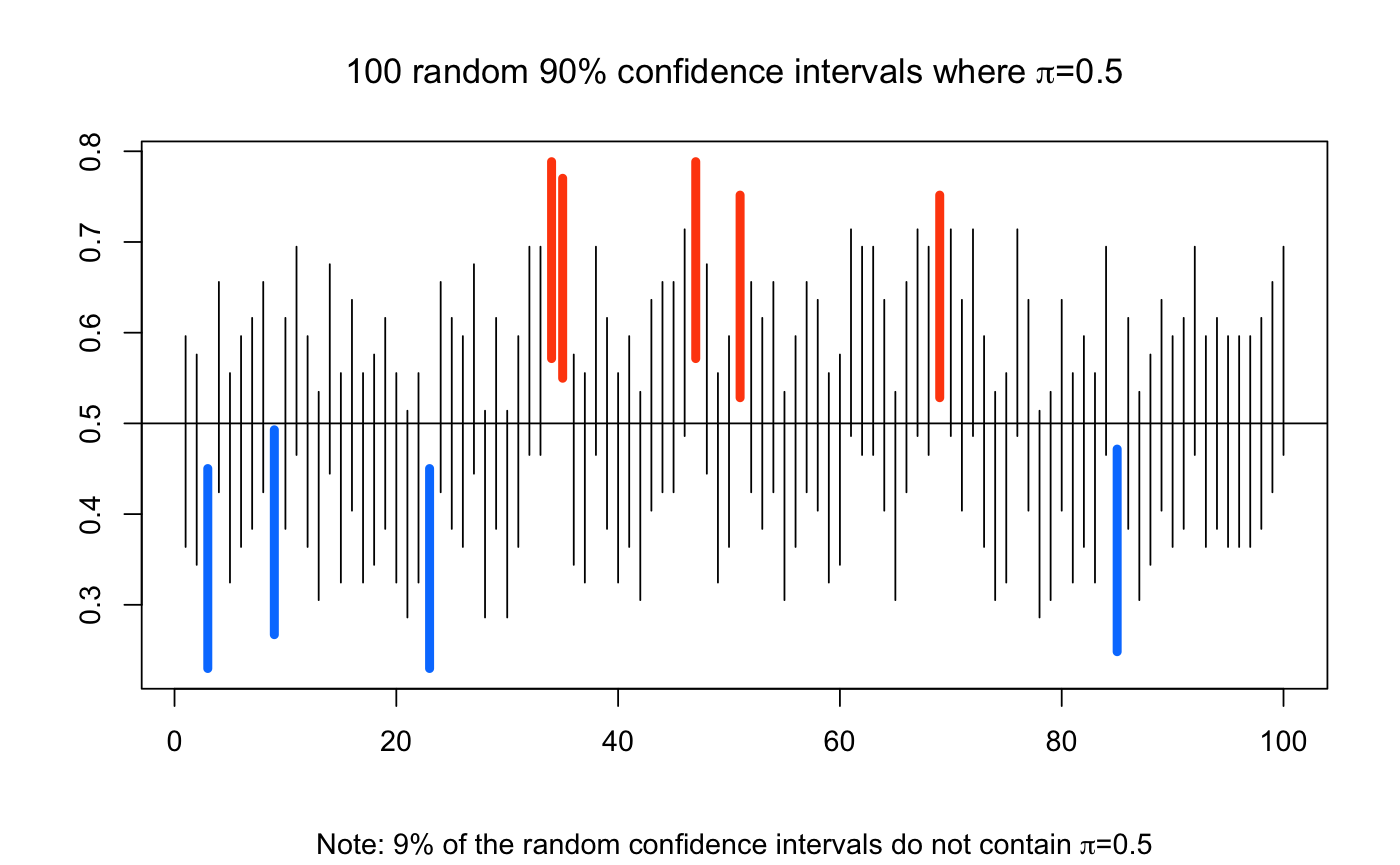 100 random 90% confidence intervals where π=0.5
0.8
0.7
0.6
0.5
0.4
0.3
0 20 40 60 80 100
Note: 9% of the random confidence intervals do not contain π=0.5